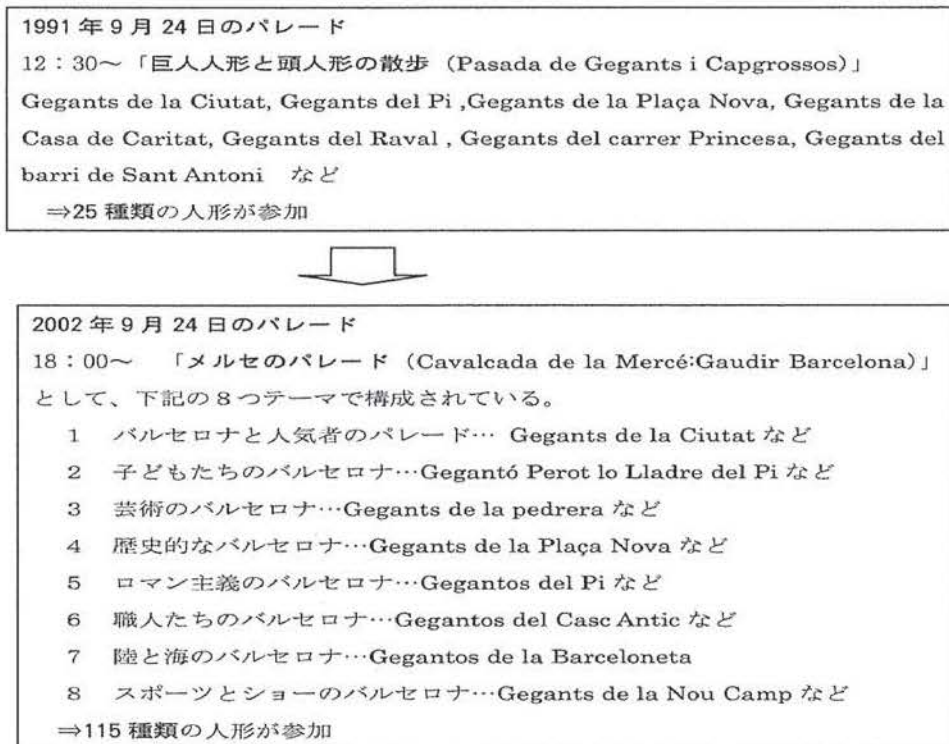 1991 年 9 月 24 日のパレード
12：30～「巨人人形と頭人形の散歩 (Pasada de Gegants i Capgrossos)」
Gegants de la Ciutat, Gegants del Pi ,Gegants de la Plaça Nova, Gegants de la
Casa de Caritat, Gegants del Raval , Gegants del carrer Princesa, Gegants del
barri de Sant Antoni　など
⇒25 種類の人形が参加
2002 年 9 月 24 日のパレード
18：00～　「メルセのパレード (Cavalcada de la Mercé:Gaudir Barcelona)」
として、下記の８つテーマで構成されている。
1　バルセロナと人気者のパレード… Gegants de la Ciutat など
2　子どもたちのバルセロナ…Gegantó Perot lo Lladre del Pi など
3　芸術のバルセロナ…Gegants de la pedrera など
4　歴史的なバルセロナ…Gegants de la Plaça Nova など
5　ロマン主義のバルセロナ…Gegantos del Pi など
6　職人たちのバルセロナ…Gegantos del Casc Antic など
7　陸と海のバルセロナ…Gegantos de la Barceloneta
8　スポーツとショーのバルセロナ…Gegants de la Nou Camp など
⇒115 種類の人形が参加